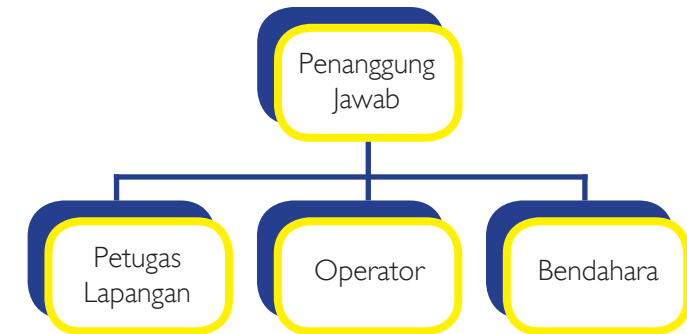 Penanggung
Jawab
Petugas
Lapangan
Operator
Bendahara